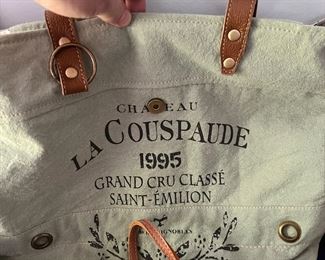 CHATEAU
LA COUSPAUDE
1995
GRAND CRU CLASSÉ
SAINT-ÉMILION